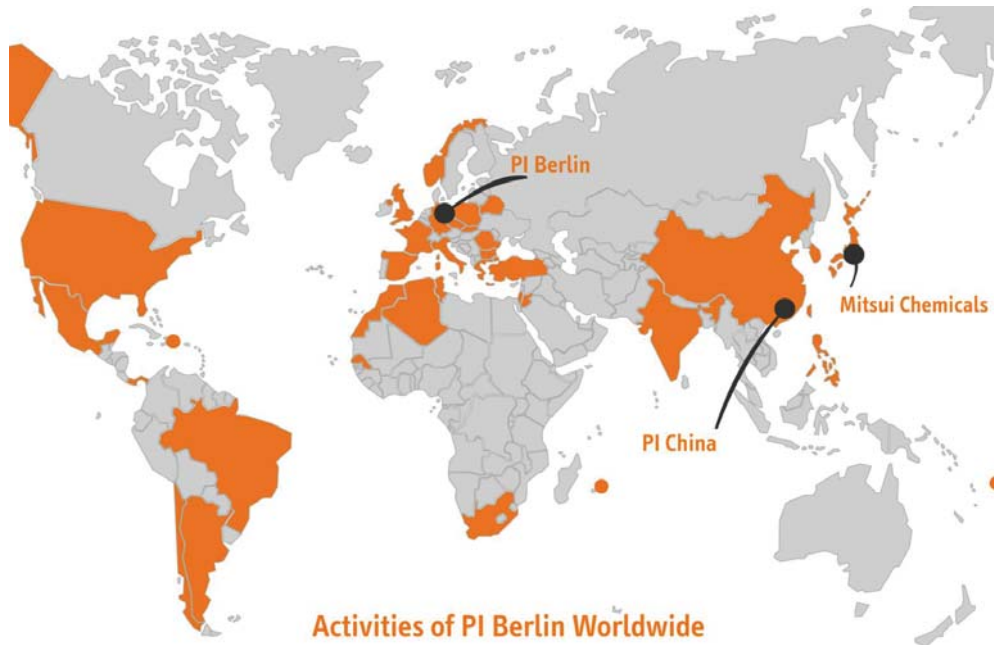 PI Berlin
Mitsui Chemicals
PI China
Activities of PI Berlin Worldwide